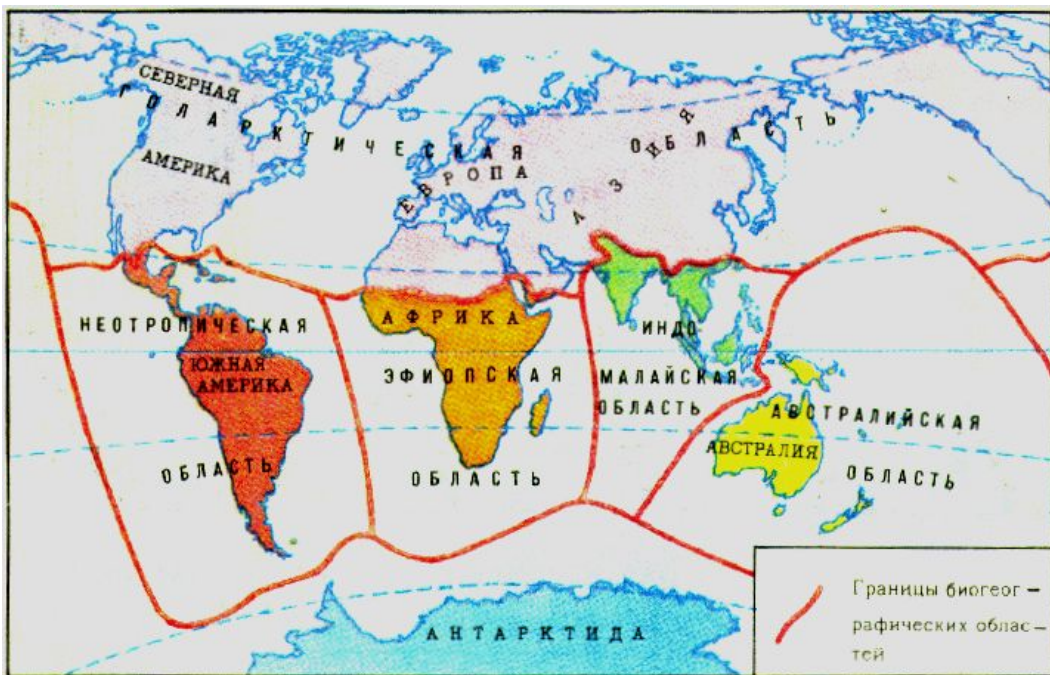 СЕВЕРНАЯ
ГОЛАРКТИЧЕСКАЯ ОБЛАСТЬ
АМЕРИКА
ЕВРОПА
АЗИЯ
НЕОТРОПИЧЕСКАЯ
ОБЛАСТЬ
ЮЖНАЯ
АМЕРИКА
АФРИКА
ЭФИОПСКАЯ
ОБЛАСТЬ
ИНДО
МАЛАЙСКАЯ
ОБЛАСТЬ
АВСТРАЛИЙСКАЯ
ОБЛАСТЬ
АВСТРАЛИЯ
АНТАРКТИДА
Границы биогеог –
рафических облас–
тей